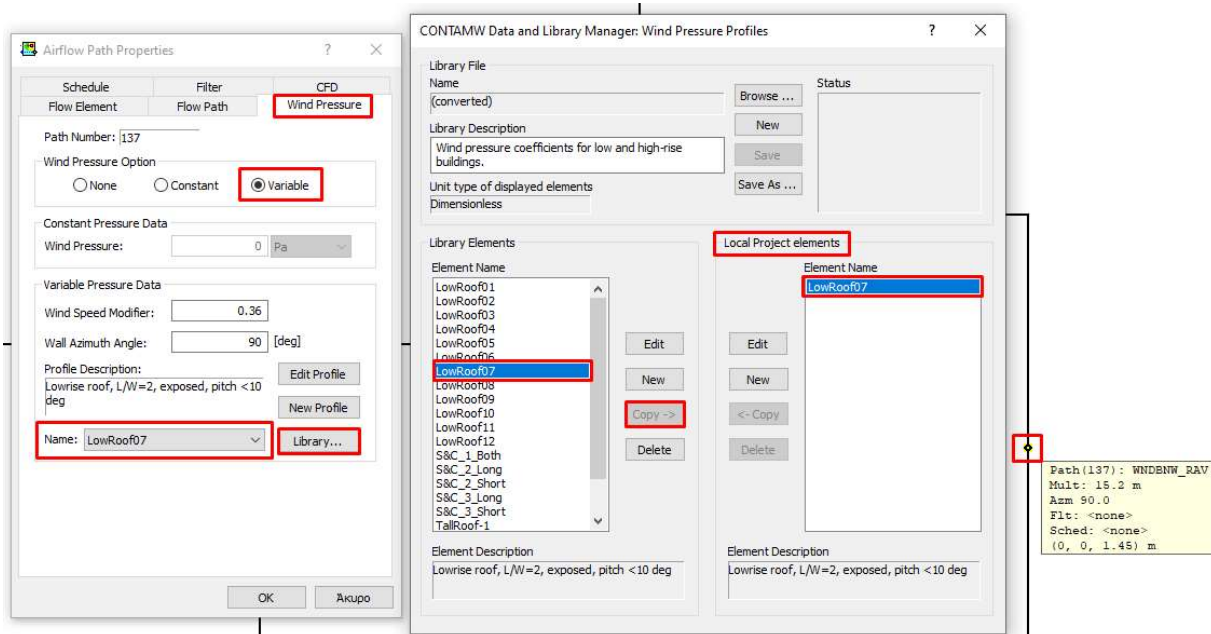 Airflow Path Properties
?
Schedule
Filter
CFD
Flow Element
Flow Path
Wind Pressure
Path Number: 137
Wind Pressure Option
None
Constant
Variable
Constant Pressure Data
Wind Pressure:
0
Pa
Variable Pressure Data
Wind Speed Modifier:
0.36
Wall Azimuth Angle:
90
[deg]
Profile Description:
Lowrise roof, L/W=2, exposed, pitch <10
deg
Edit Profile
New Profile
Name: LowRoof07
Library...
OK
Άκυρο
CONTAMW Data and Library Manager: Wind Pressure Profiles
?
Library File
Name
(converted)
Library Description
Wind pressure coefficients for low and high-rise
buildings.
Unit type of displayed elements
Dimensionless
Browse ...
New
Save
Save As ...
Status
Library Elements
Element Name
LowRoof01
LowRoof02
LowRoof03
LowRoof04
LowRoof05
LowRoof06
LowRoof07
LowRoof08
LowRoof09
LowRoof10
LowRoof11
LowRoof12
S&C_1_Both
S&C_2_Long
S&C_2_Short
S&C_3_Long
S&C_3_Short
TallRoof-1
Edit
New
Copy ->
Delete
Element Description
Lowrise roof, L/W=2, exposed, pitch <10 deg
Local Project elements
Element Name
LowRoof07
Edit
New
<- Copy
Delete
Element Description
Lowrise roof, L/W=2, exposed, pitch <10 deg
Path(137): WNDBNW_RAV
Mult: 15.2 m
Azm 90.0
Flt: <none>
Sched: <none>
(0, 0, 1.45) m